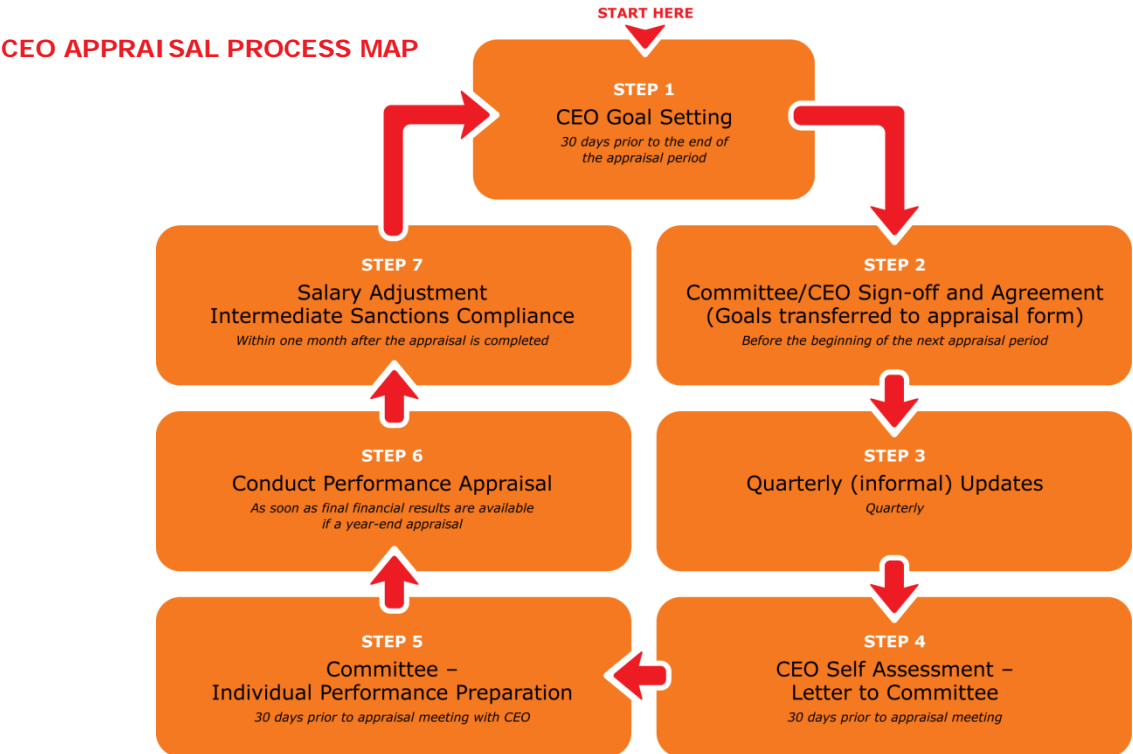 START HERE
CEO APPRAISAL PROCESS MAP
STEP 1
CEO Goal Setting
30 days prior to the end of
the appraisal period
STEP 2
Committee/CEO Sign-off and Agreement
(Goals transferred to appraisal form)
Before the beginning of the next appraisal period
STEP 3
Quarterly (informal) Updates
Quarterly
STEP 4
CEO Self Assessment –
Letter to Committee
30 days prior to appraisal meeting
STEP 5
Committee –
Individual Performance Preparation
30 days prior to appraisal meeting with CEO
STEP 6
Conduct Performance Appraisal
As soon as final financial results are available
if a year-end appraisal
STEP 7
Salary Adjustment
Intermediate Sanctions Compliance
Within one month after the appraisal is completed